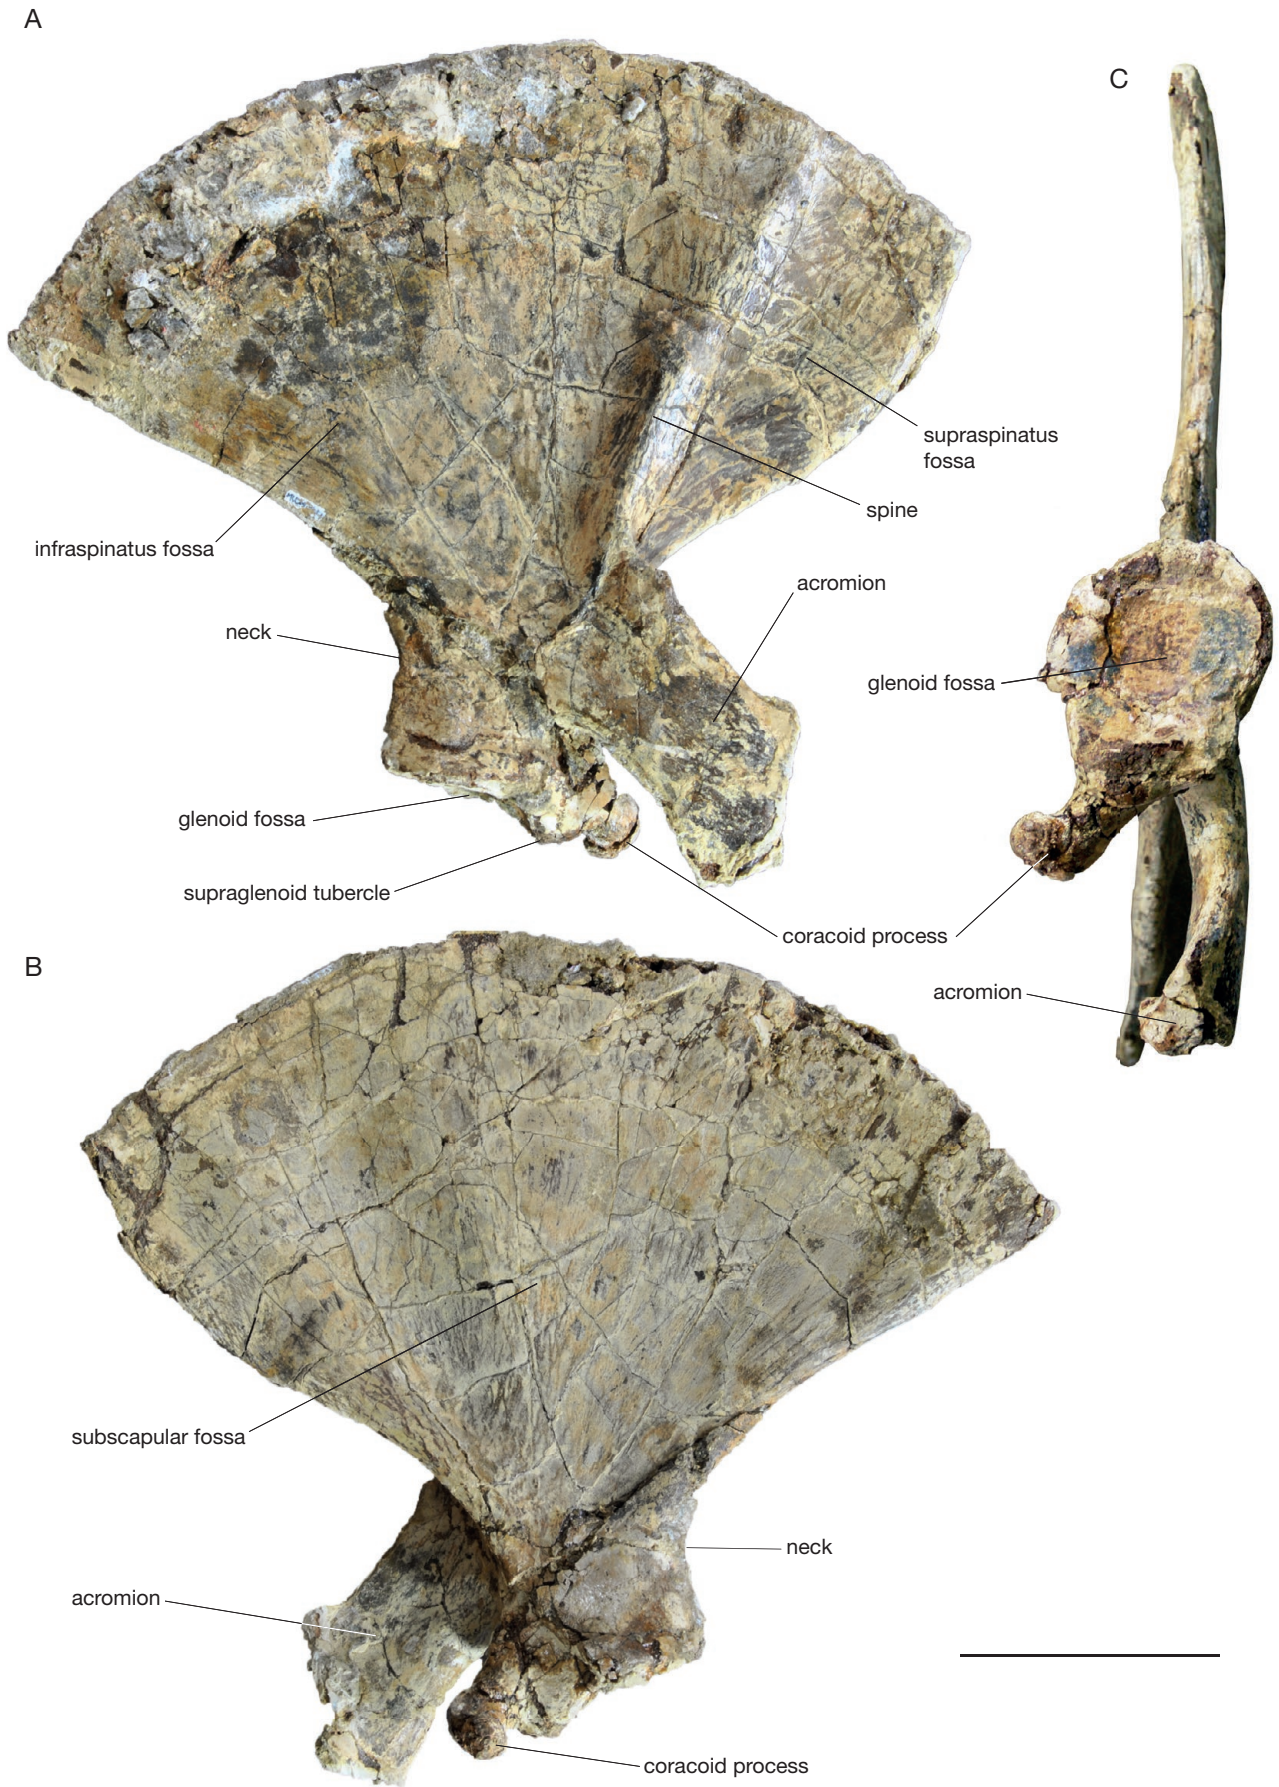 A
C
supraspinatus
fossa
spine
infraspinatus fossa
acromion
neck
glenoid fossa
glenoid fossa
supraglenoid tubercle
coracoid process
B
acromion
subscapular fossa
neck
acromion
coracoid process